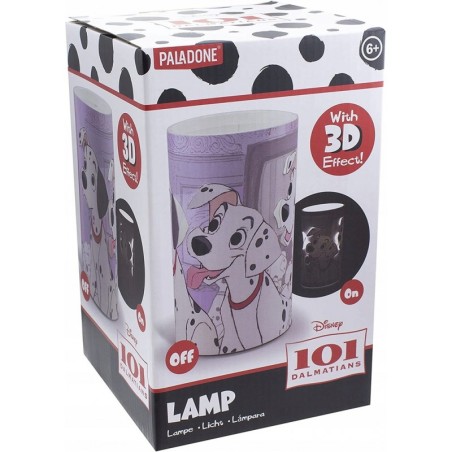 PALADONE®
6+
With
3D
Effect!
OFF
On
Disney
101
DALMATIANS
LAMP
Lampe • Licht • Lámpara
With
3D
Effect!
OFF
On
101
DALMATIANS